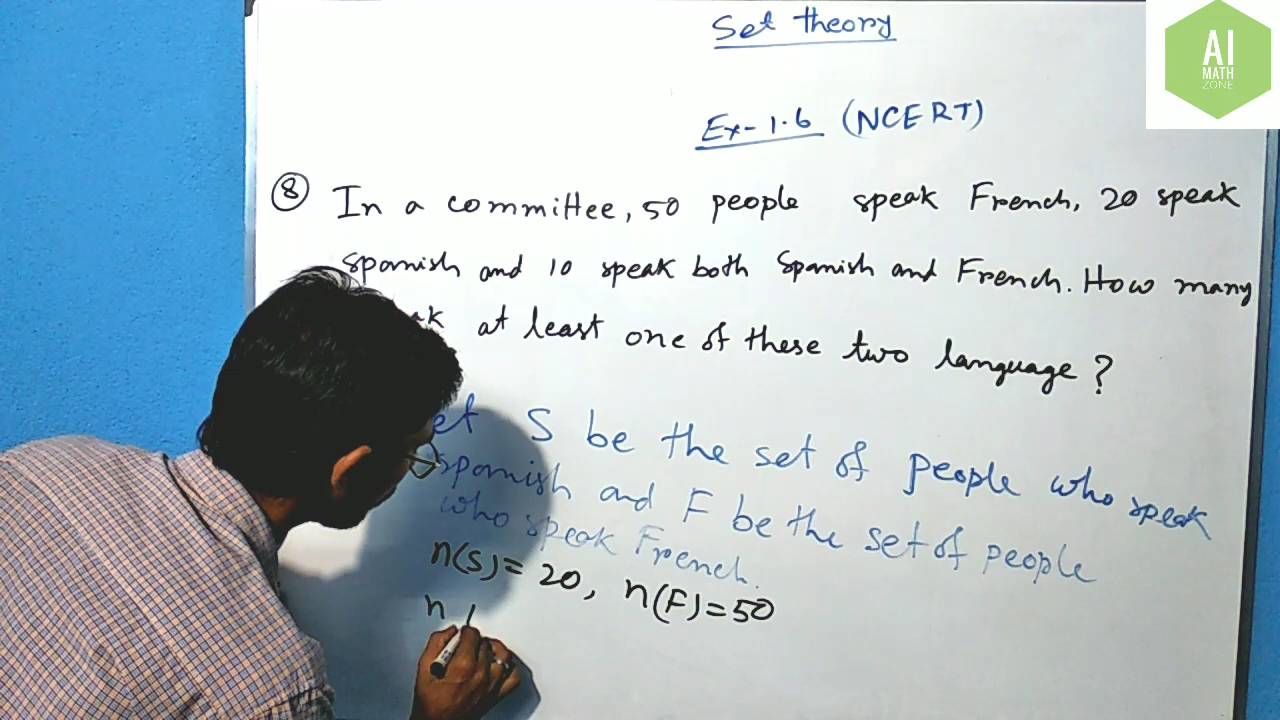 Set theory
AI
MATH
ZONE
Ex-1.6 (NCERT)
8 In a committee, 50 people speak French, 20 speak
spanish and 10 speak both Spanish and French. How many
at least one of these two language?
S be the set of people who speak
spanish and F be the set of people
who speak French.
n(S)= 20, n(F)=50
n